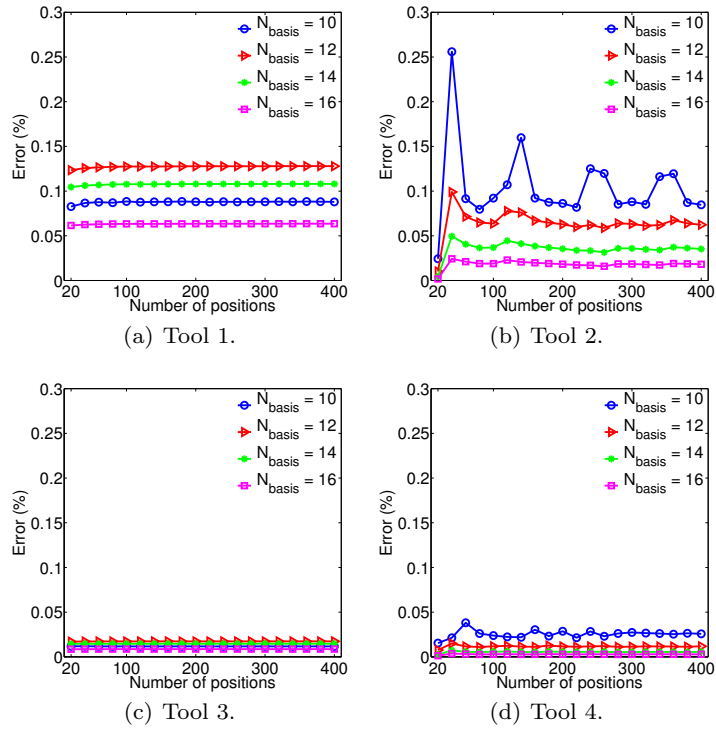 0.3
0.25
0.2
0.15
0.1
0.05
0
Error (%)
20 100 200 300 400
Number of positions
N_basis = 10
N_basis = 12
N_basis = 14
N_basis = 16
(a) Tool 1.
0.3
0.25
0.2
0.15
0.1
0.05
0
Error (%)
20 100 200 300 400
Number of positions
N_basis = 10
N_basis = 12
N_basis = 14
N_basis = 16
(b) Tool 2.
0.3
0.25
0.2
0.15
0.1
0.05
0
Error (%)
20 100 200 300 400
Number of positions
N_basis = 10
N_basis = 12
N_basis = 14
N_basis = 16
(c) Tool 3.
0.3
0.25
0.2
0.15
0.1
0.05
0
Error (%)
20 100 200 300 400
Number of positions
N_basis = 10
N_basis = 12
N_basis = 14
N_basis = 16
(d) Tool 4.